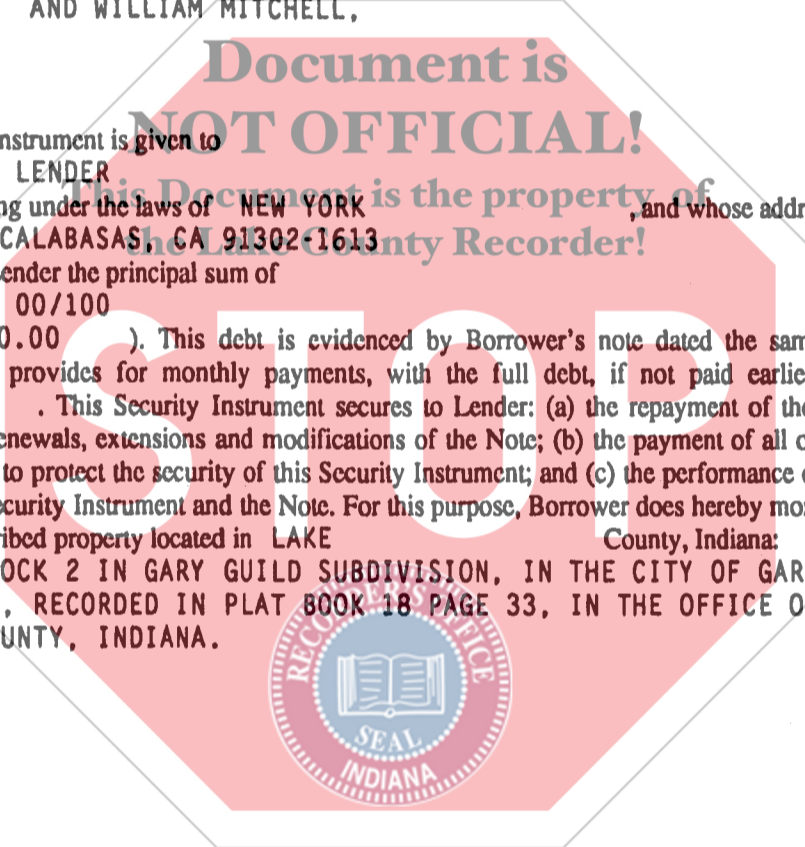 AND WILLIAM MITCHELL,
Document is
NOT OFFICIAL!
nstrument is given to
LENDER
This Document is the property of
ng under the laws of NEW YORK , and whose addr
CALABASAS, CA 91302-1613
the Lake County Recorder!
ender the principal sum of
00/100
0.00 ). This debt is evidenced by Borrower's note dated the sam
provides for monthly payments, with the full debt, if not paid earlie
. This Security Instrument secures to Lender: (a) the repayment of the
enewals, extensions and modifications of the Note; (b) the payment of all o
to protect the security of this Security Instrument; and (c) the performance o
curity Instrument and the Note. For this purpose, Borrower does hereby mor
ibed property located in LAKE County, Indiana:
STOP
OCK 2 IN GARY GUILD SUBDIVISION, IN THE CITY OF GAR
, RECORDED IN PLAT BOOK 18 PAGE 33, IN THE OFFICE O
UNTY, INDIANA.
RECORDER'S OFFICE
SEAL
INDIANA